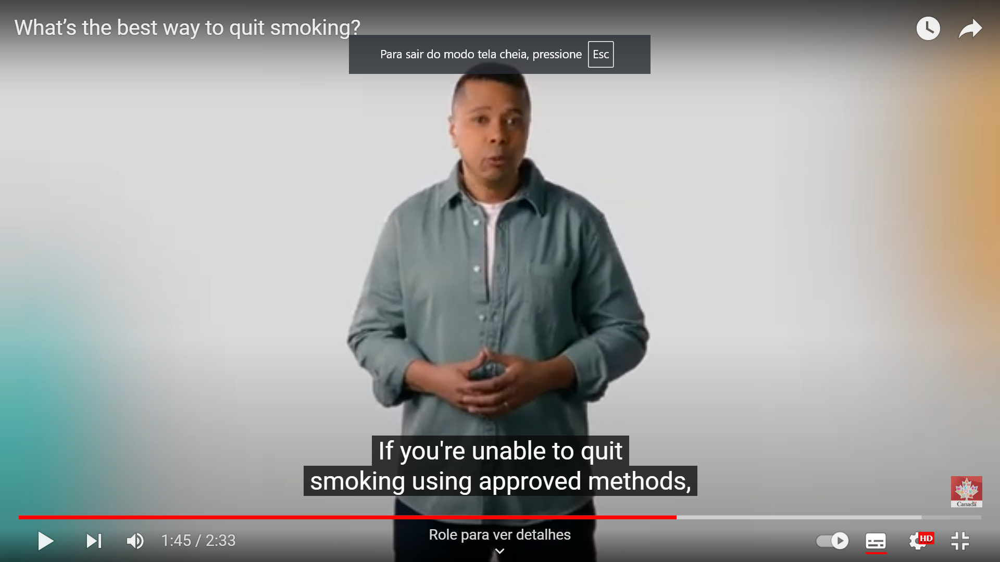 What’s the best way to quit smoking?
Para sair do modo tela cheia, pressione Esc
If you're unable to quit
smoking using approved methods,
Canada
1:45 / 2:33
Role para ver detalhes
HD